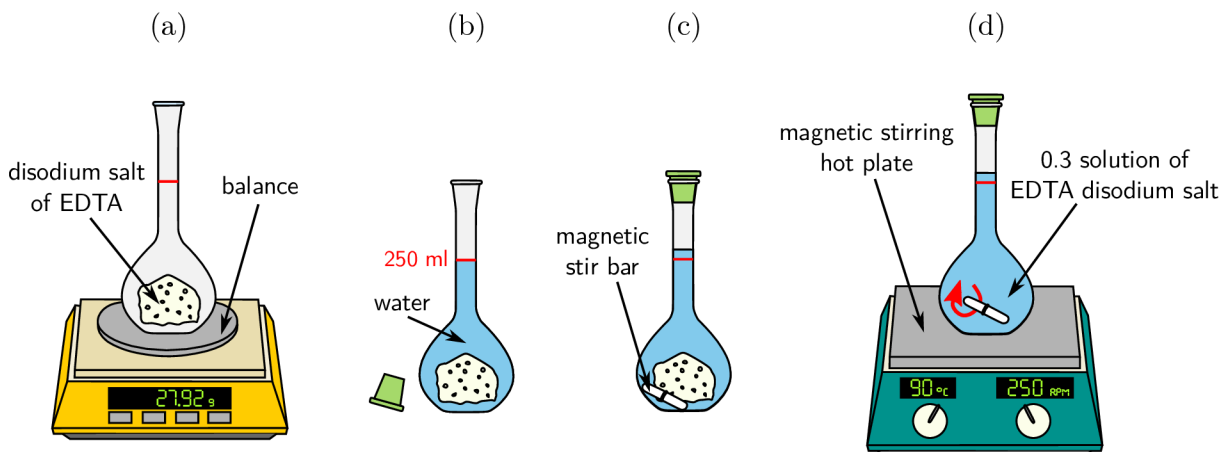 (a)
(b)
(c)
(d)
disodium salt
of EDTA
balance
27.92 g
250 ml
water
magnetic
stir bar
magnetic stirring
hot plate
0.3 solution of
EDTA disodium salt
90 °C
250 RPM